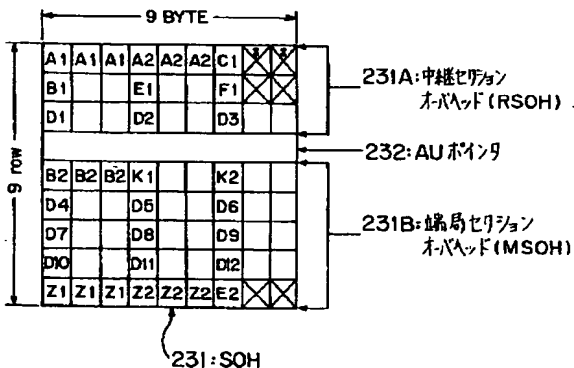 9 BYTE
9 row
A1 A1 A1 A2 A2 A2 C1
B1 E1 F1
D1 D2 D3
B2 B2 B2 K1 K2
D4 D5 D6
D7 D8 D9
D10 D11 D12
Z1 Z1 Z1 Z2 Z2 Z2 E2
231A:中継セクション
オーバヘッド(RSOH)
232:AUポインタ
231B:端局セクション
オーバヘッド(MSOH)
231:SOH